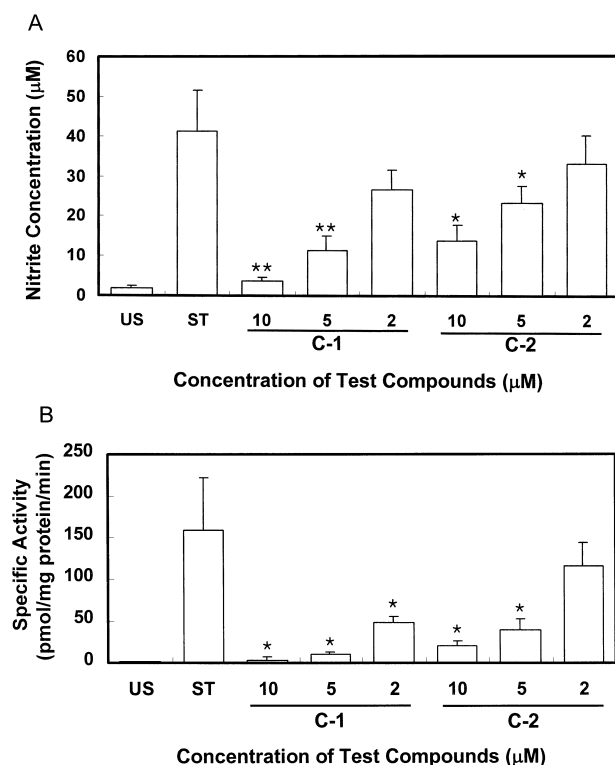 A
Nitrite Concentration (μM)
60
50
40
30
20
10
0
** ** * *
US ST 10 5 2 10 5 2
C-1 C-2
Concentration of Test Compounds (μM)
B
Specific Activity
(pmol/mg protein/min)
250
200
150
100
50
0
* * * * *
US ST 10 5 2 10 5 2
C-1 C-2
Concentration of Test Compounds (μM)